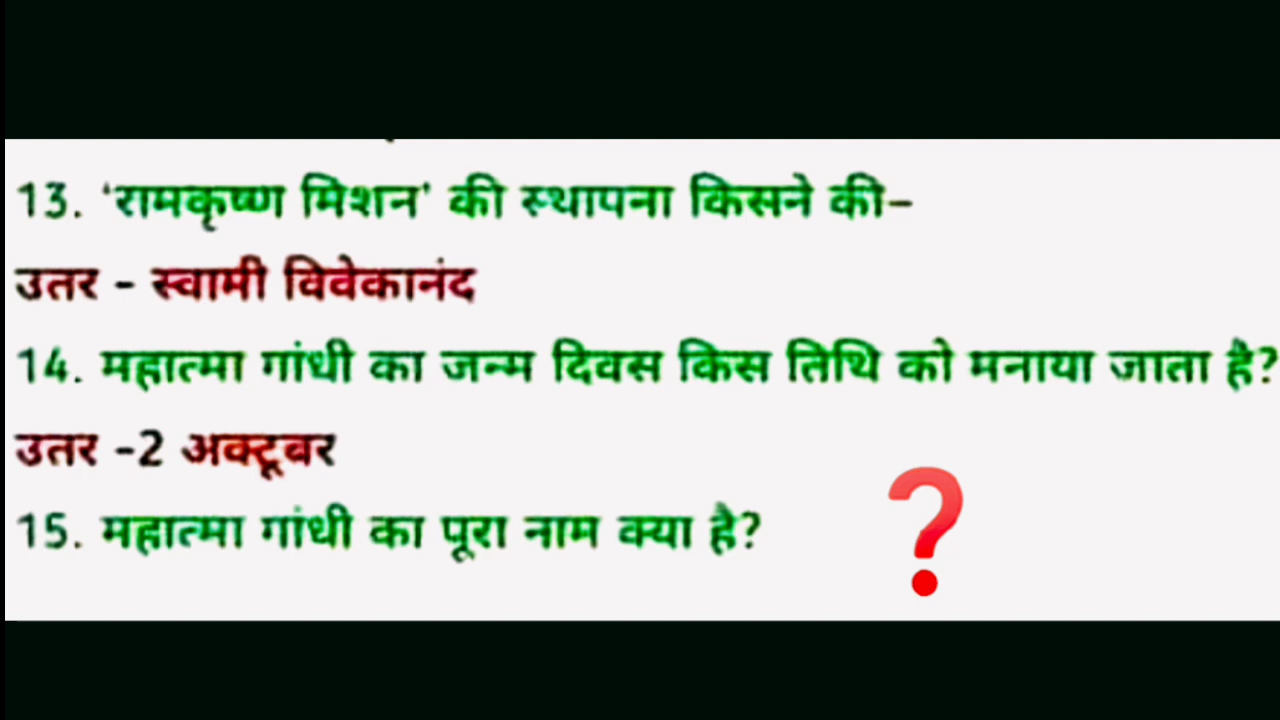 13. 'रामकृष्ण मिशन' की स्थापना किसने की–
उतर - स्वामी विवेकानंद
14. महात्मा गांधी का जन्म दिवस किस तिथि को मनाया जाता है?
उतर -2 अक्टूबर
15. महात्मा गांधी का पूरा नाम क्या है? ❓